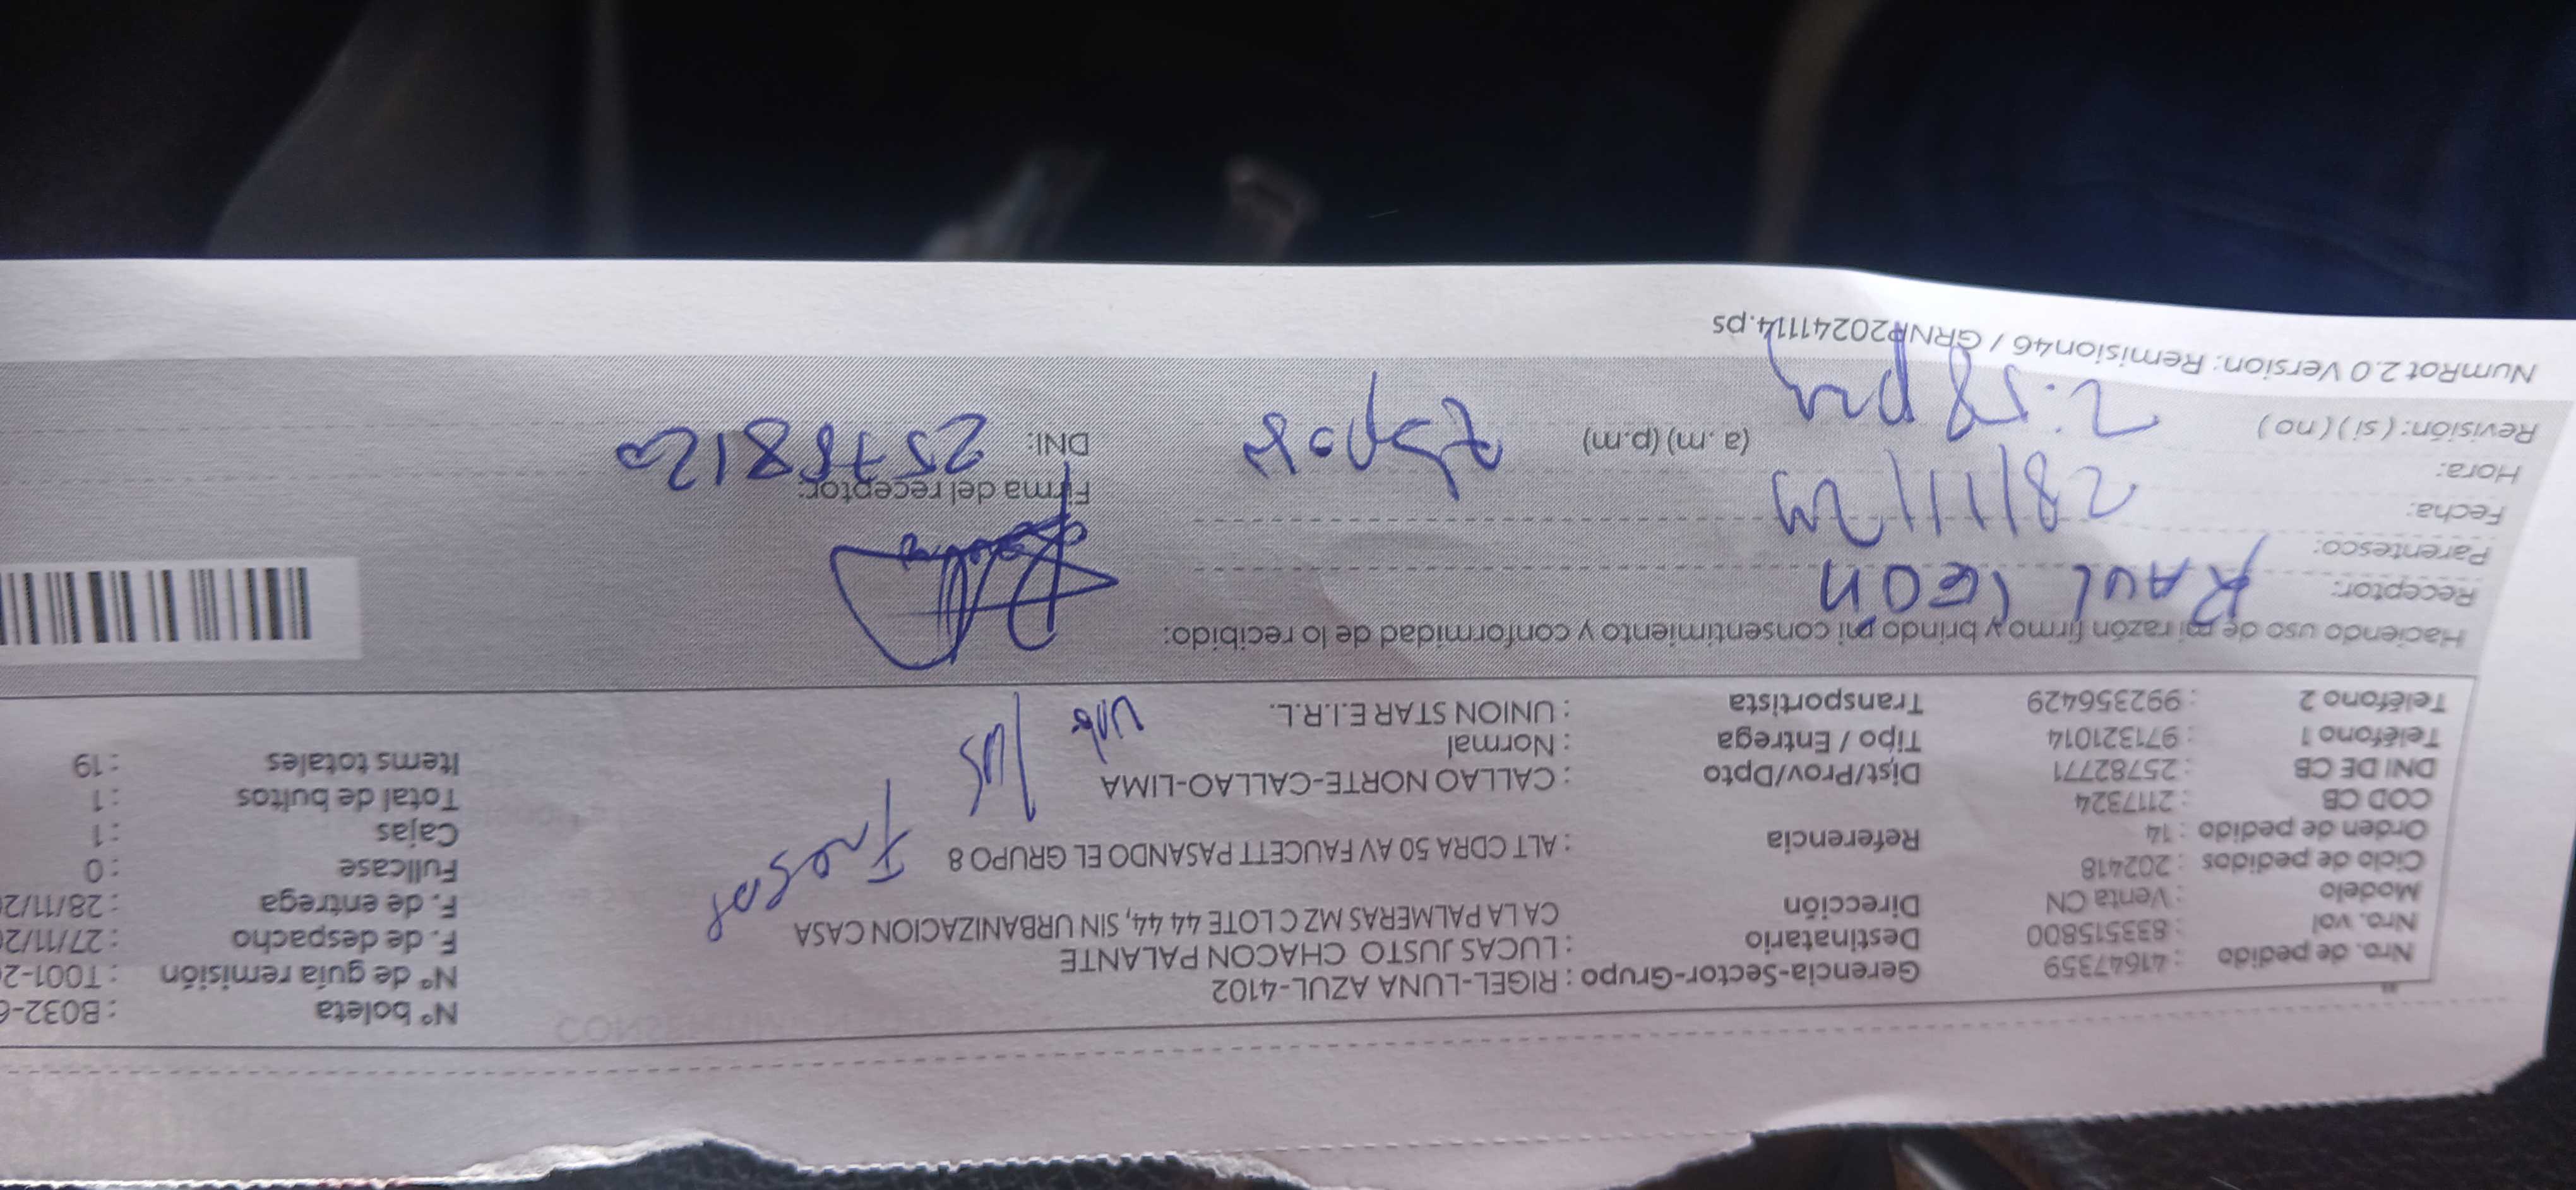 Nro. de pedido : 41647359
Nro. vol : 833515800
Modelo : Venta CN
Ciclo de pedidos : 202418
Orden de pedido : 14
COD CB : 2117324
DNI DE CB : 25782771
Teléfono 1 : 971321014
Teléfono 2 : 992356429
Gerencia-Sector-Grupo : RIGEL-LUNA AZUL-4102
Destinatario : LUCAS JUSTO CHACON PALANTE
Dirección CA LA PALMERAS MZ C LOTE 44 44, SIN URBANIZACION CASA
Referencia : ALT CDRA 50 AV FAUCETT PASANDO EL GRUPO 8
Dist/Prov/Dpto : CALLAO NORTE-CALLAO-LIMA
Tipo / Entrega : Normal
Transportista : UNION STAR E.I.R.L.
Nº boleta : B032-
Nº de guía remisión : T001-2
F. de despacho : 27/11/2
F. de entrega : 28/11/2
Fullcase : 0
Cajas : 1
Total de bultos : 1
Items totales : 19
Haciendo uso de mi razón firmo y brindo mi consentimiento y conformidad de lo recibido:
Receptor: RAUL LEON
Parentesco:
Fecha: 28/11/24
Hora: (a. m) (p.m)
2:58 pm
Revisión: ( si ) ( no )
Firma del receptor:
DNI: 25758120
NumRot 2.0 Version: Remision46 / GRNP20241114.ps